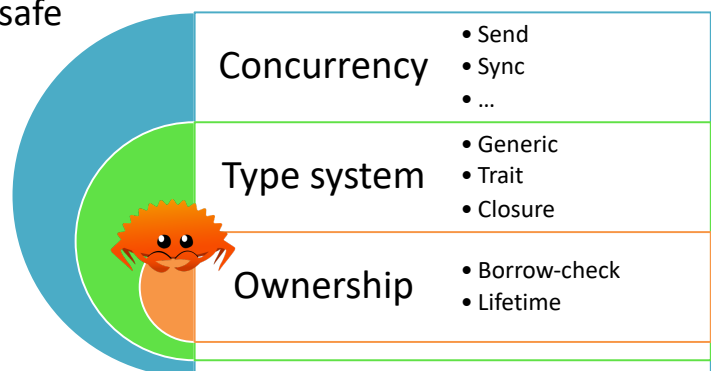 safe
Concurrency
• Send
• Sync
• …
Type system
• Generic
• Trait
• Closure
Ownership
• Borrow-check
• Lifetime